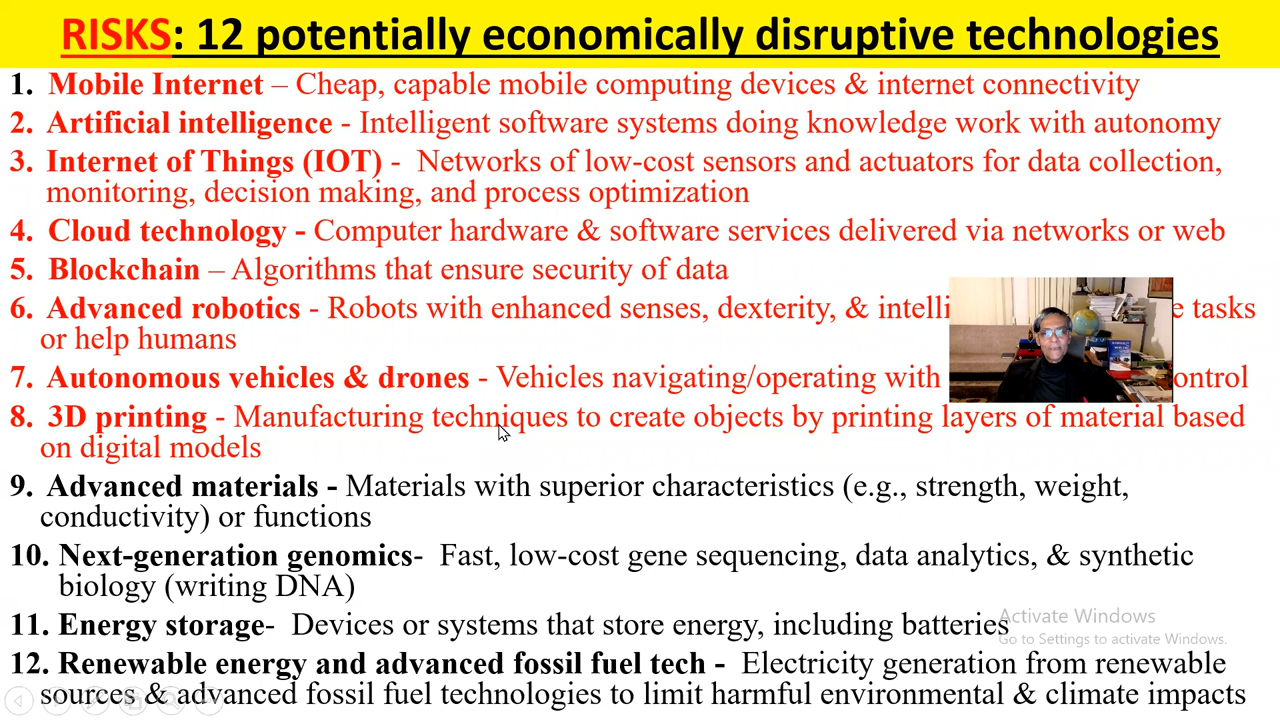 RISKS: 12 potentially economically disruptive technologies
1. Mobile Internet – Cheap, capable mobile computing devices & internet connectivity
2. Artificial intelligence - Intelligent software systems doing knowledge work with autonomy
3. Internet of Things (IOT) - Networks of low-cost sensors and actuators for data collection,
monitoring, decision making, and process optimization
4. Cloud technology - Computer hardware & software services delivered via networks or web
5. Blockchain – Algorithms that ensure security of data
6. Advanced robotics - Robots with enhanced senses, dexterity, & tasks
or help humans
7. Autonomous vehicles & drones - Vehicles navigating/operating with
8. 3D printing - Manufacturing techniques to create objects by printing layers of material based
on digital models
9. Advanced materials - Materials with superior characteristics (e.g., strength, weight,
conductivity) or functions
10. Next-generation genomics- Fast, low-cost gene sequencing, data analytics, & synthetic
biology (writing DNA)
11. Energy storage- Devices or systems that store energy, including batteries
Activate Windows
Go to Settings to activate Windows.
12. Renewable energy and advanced fossil fuel tech - Electricity generation from renewable
sources & advanced fossil fuel technologies to limit harmful environmental & climate impacts